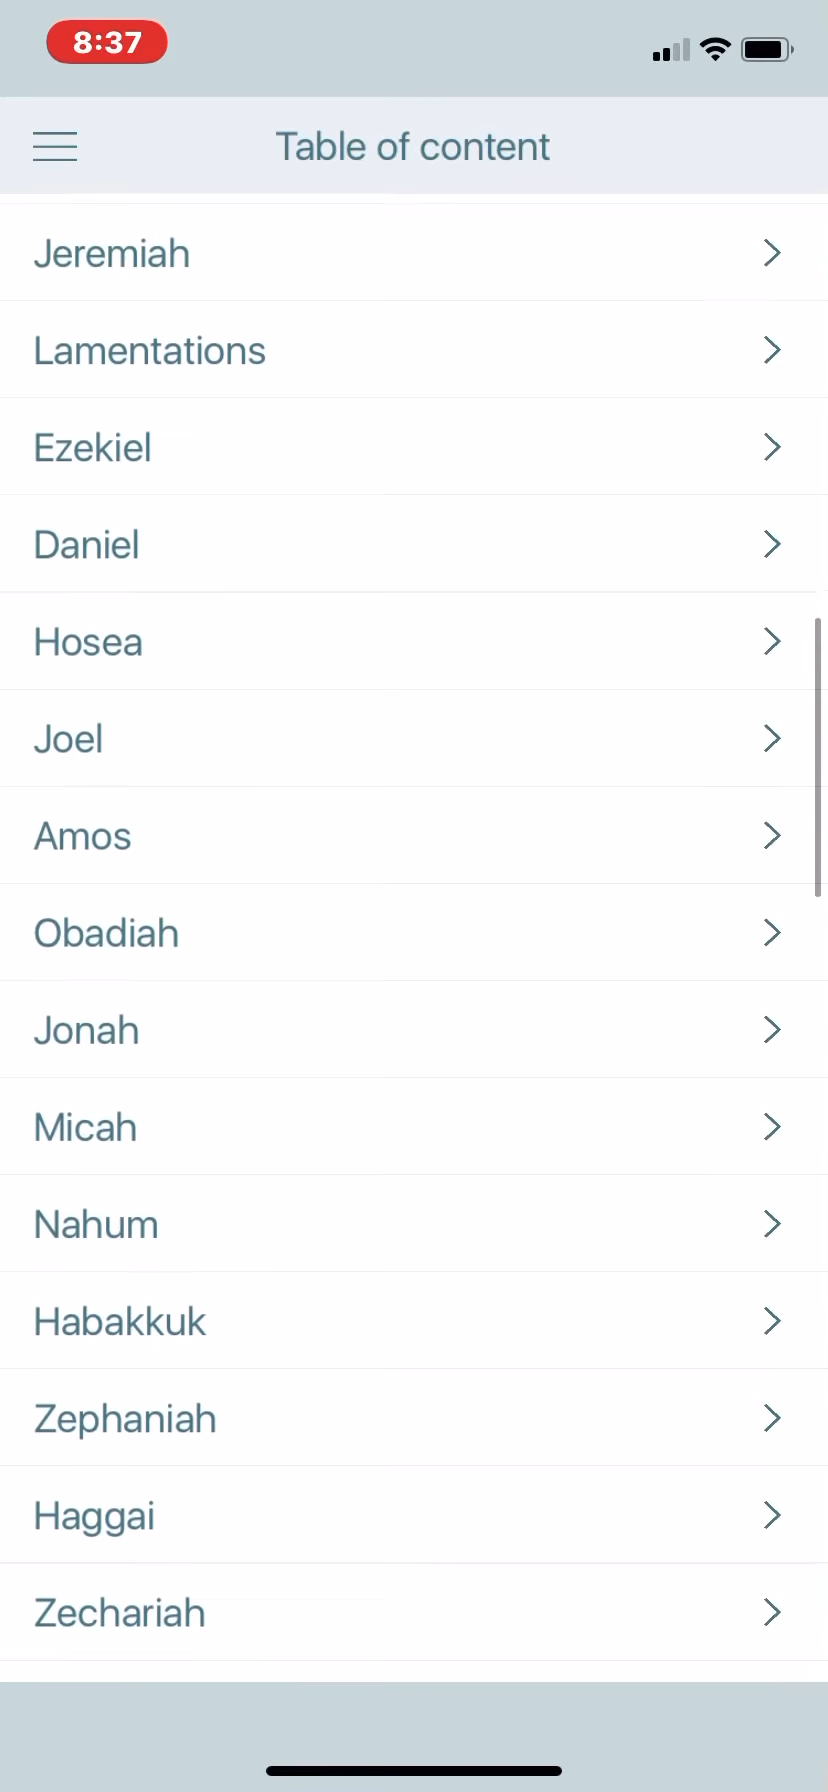 8:37
Table of content
Jeremiah
Lamentations
Ezekiel
Daniel
Hosea
Joel
Amos
Obadiah
Jonah
Micah
Nahum
Habakkuk
Zephaniah
Haggai
Zechariah